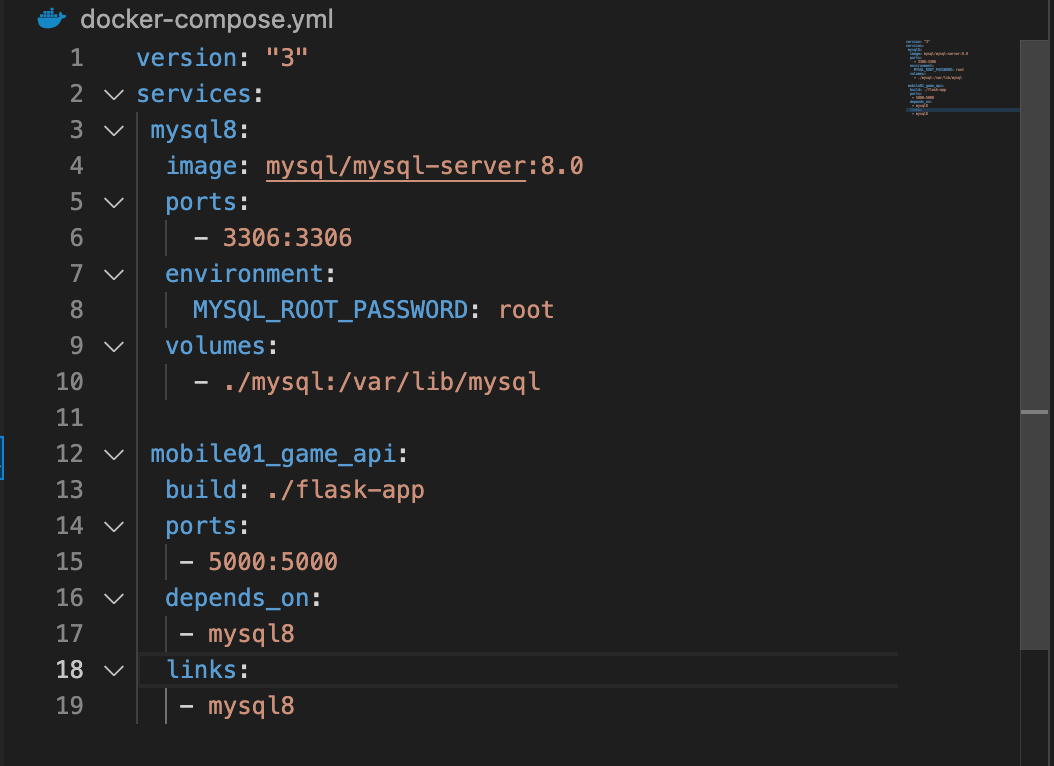 docker-compose.yml
1 version: "3"
2 services:
3  mysql8:
4   image: mysql/mysql-server:8.0
5   ports:
6     - 3306:3306
7   environment:
8     MYSQL_ROOT_PASSWORD: root
9   volumes:
10     - ./mysql:/var/lib/mysql
11
12  mobile01_game_api:
13   build: ./flask-app
14   ports:
15    - 5000:5000
16   depends_on:
17    - mysql8
18   links:
19    - mysql8